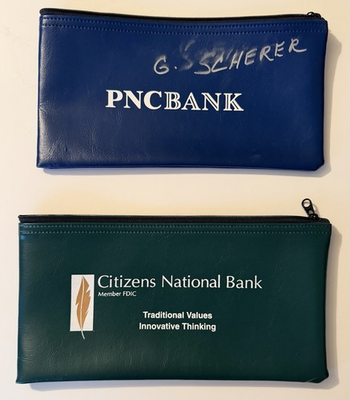 G. SCHERER
PNCBANK
Citizens National Bank
Member FDIC
Traditional Values
Innovative Thinking